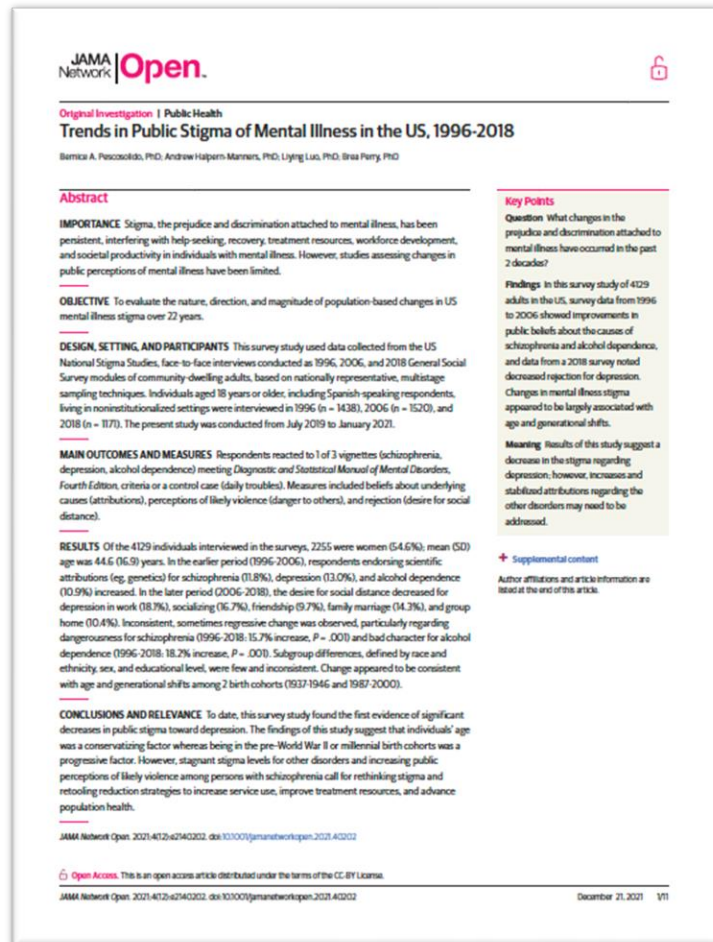 JAMA
Network Open™
Original Investigation | Public Health
Trends in Public Stigma of Mental Illness in the US, 1996-2018
Bernice A. Pescosolido, PhD; Andrew Halpern-Manners, PhD; Liying Luo, PhD; Brea Perry, PhD
Abstract
IMPORTANCE Stigma, the prejudice and discrimination attached to mental illness, has been
persistent, interfering with help-seeking, recovery, treatment resources, workforce development,
and societal productivity in individuals with mental illness. However, studies assessing changes in
public perceptions of mental illness have been limited.
OBJECTIVE To evaluate the nature, direction, and magnitude of population-based changes in US
mental illness stigma over 22 years.
DESIGN, SETTING, AND PARTICIPANTS This survey study used data collected from the US
National Stigma Studies, face-to-face interviews conducted as 1996, 2006, and 2018 General Social
Survey modules of community-dwelling adults, based on nationally representative, multistage
sampling techniques. Individuals aged 18 years or older, including Spanish-speaking respondents,
living in noninstitutionalized settings were interviewed in 1996 (n = 1438), 2006 (n = 1520), and
2018 (n = 1171). The present study was conducted from July 2019 to January 2021.
MAIN OUTCOMES AND MEASURES Respondents reacted to 1 of 3 vignettes (schizophrenia,
depression, alcohol dependence) meeting Diagnostic and Statistical Manual of Mental Disorders,
Fourth Edition, criteria or a control case (daily troubles). Measures included beliefs about underlying
causes (attributions), perceptions of likely violence (danger to others), and rejection (desire for social
distance).
RESULTS Of the 4129 individuals interviewed in the surveys, 2255 were women (54.6%); mean (SD)
age was 44.6 (16.9) years. In the earlier period (1996-2006), respondents endorsing scientific
attributions (eg, genetics) for schizophrenia (11.8%), depression (13.0%), and alcohol dependence
(10.9%) increased. In the later period (2006-2018), the desire for social distance decreased for
depression in work (18.1%), socializing (16.7%), friendship (9.7%), family marriage (14.3%), and group
home (10.4%). Inconsistent, sometimes regressive change was observed, particularly regarding
dangerousness for schizophrenia (1996-2018: 15.7% increase, P = .001) and bad character for alcohol
dependence (1996-2018: 18.2% increase, P = .001). Subgroup differences, defined by race and
ethnicity, sex, and educational level, were few and inconsistent. Change appeared to be consistent
with age and generational shifts among 2 birth cohorts (1937-1946 and 1987-2000).
CONCLUSIONS AND RELEVANCE To date, this survey study found the first evidence of significant
decreases in public stigma toward depression. The findings of this study suggest that individuals' age
was a conservatizing factor whereas being in the pre-World War II or millennial birth cohorts was a
progressive factor. However, stagnant stigma levels for other disorders and increasing public
perceptions of likely violence among persons with schizophrenia call for rethinking stigma and
retooling reduction strategies to increase service use, improve treatment resources, and advance
population health.
JAMA Network Open. 2021;4(12):e2140202. doi:10.1001/jamanetworkopen.2021.40202
Key Points
Question What changes in the
prejudice and discrimination attached to
mental illness have occurred in the past
2 decades?
Findings In this survey study of 4129
adults in the US, survey data from 1996
to 2006 showed improvements in
public beliefs about the causes of
schizophrenia and alcohol dependence,
and data from a 2018 survey noted
decreased rejection for depression.
Changes in mental illness stigma
appeared to be largely associated with
age and generational shifts.
Meaning Results of this study suggest a
decrease in the stigma regarding
depression; however, increases and
stabilized attributions regarding the
other disorders may need to be
addressed.
+ Supplemental content
Author affiliations and article information are
listed at the end of this article.
Open Access. This is an open access article distributed under the terms of the CC-BY License.
JAMA Network Open. 2021;4(12):e2140202. doi:10.1001/jamanetworkopen.2021.40202
December 21, 2021 1/11